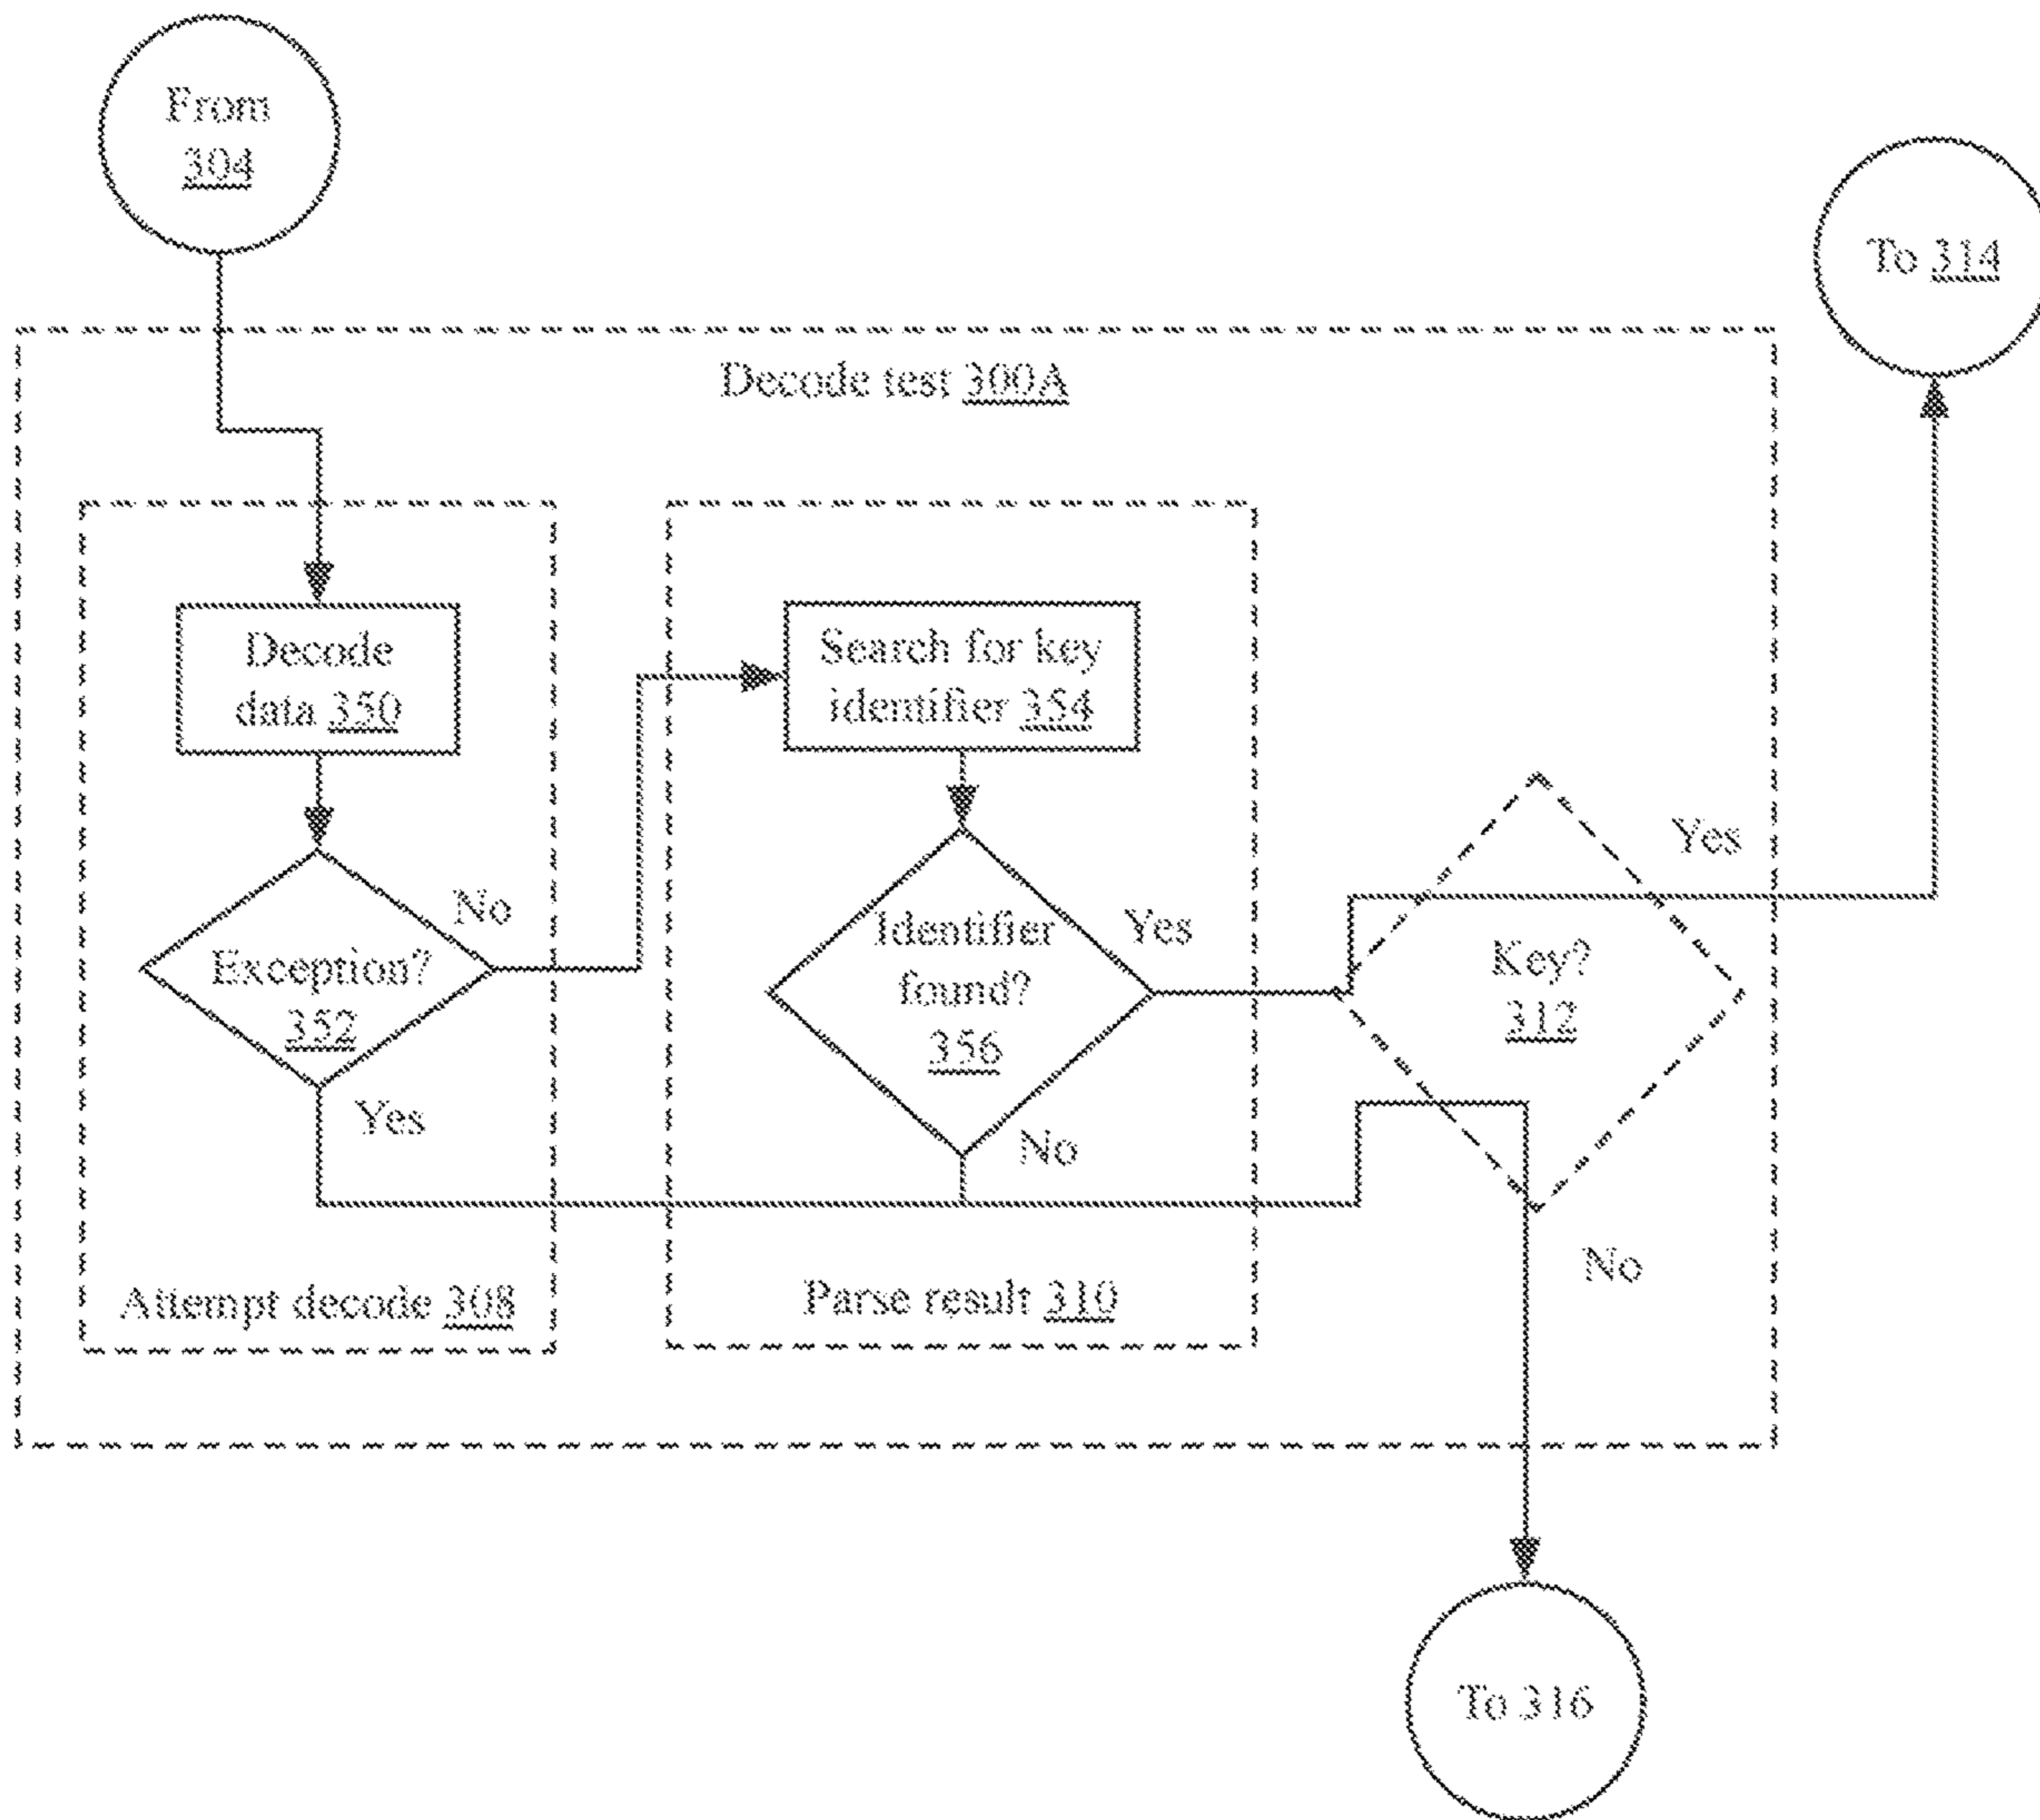 From
304
To 314
Decode test 300A
Decode
data 350
Search for key
identifier 354
Yes
No
Exception?
352
Identifier
found?
356
Yes
Key?
312
Yes
No
No
Attempt decode 308
Parse result 310
To 316